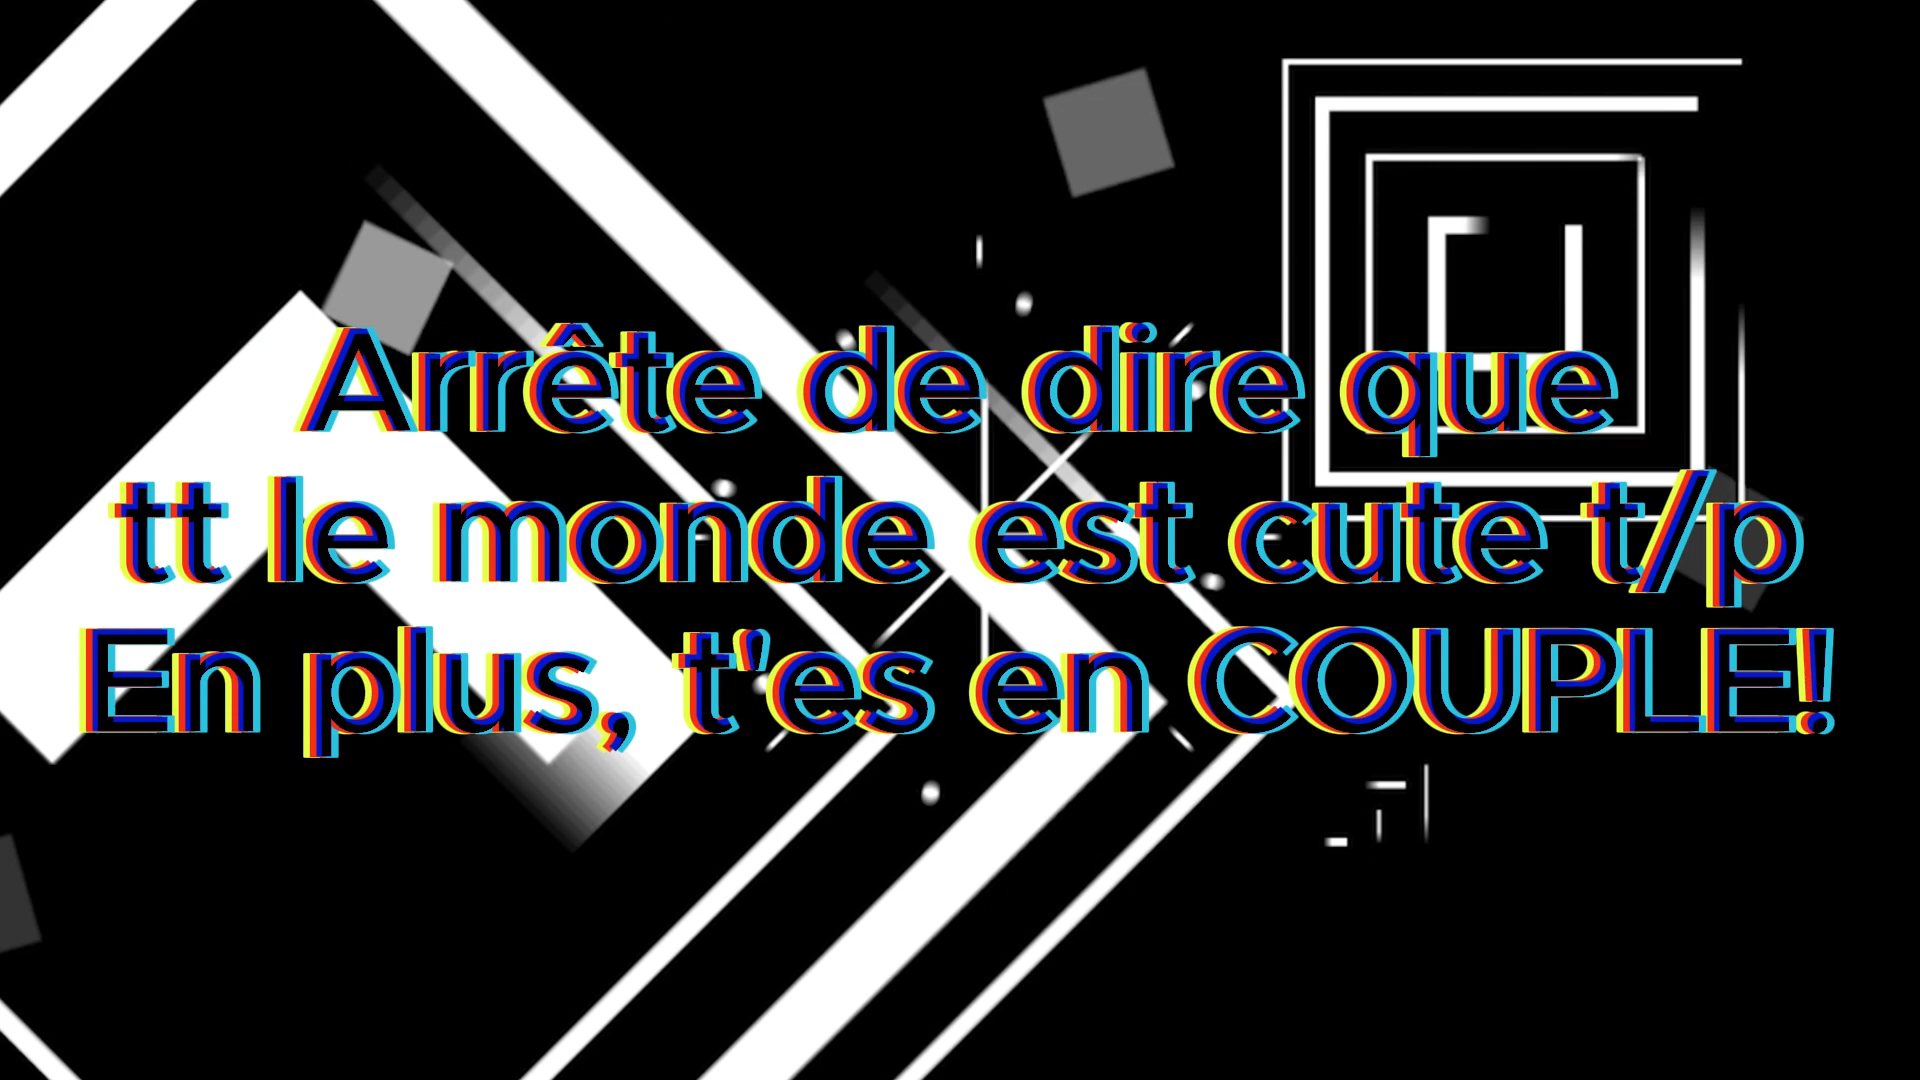 Arrête de dire que
tt le monde est cute t/p
En plus, t'es en COUPLE!